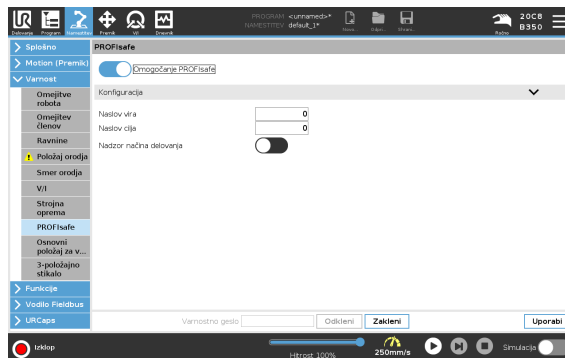 Delovanje Program Namestitev Premik V/I Dnevnik
PROGRAM <unnamed>*
NAMESTITEV default_1*
Novo... Odpri... Shrani...
Ročno
20C8
B350
Splošno
Motion (Premik)
Varnost
Omejitve
robota
Omejitev
členov
Ravnine
Položaj orodja
Smer orodja
V/I
Strojna
oprema
PROFIsafe
Osnovni
položaj za v...
3-položajno
stikalo
Funkcije
Vodilo Fieldbus
URCaps
PROFIsafe
Omogočanje PROFIsafe
Konfiguracija
Naslov vira 0
Naslov cilja 0
Nadzor načina delovanja
Varnostno geslo Odkleni Zakleni Uporabi
Izklop
Hitrost 100%
250mm/s
Simulacija